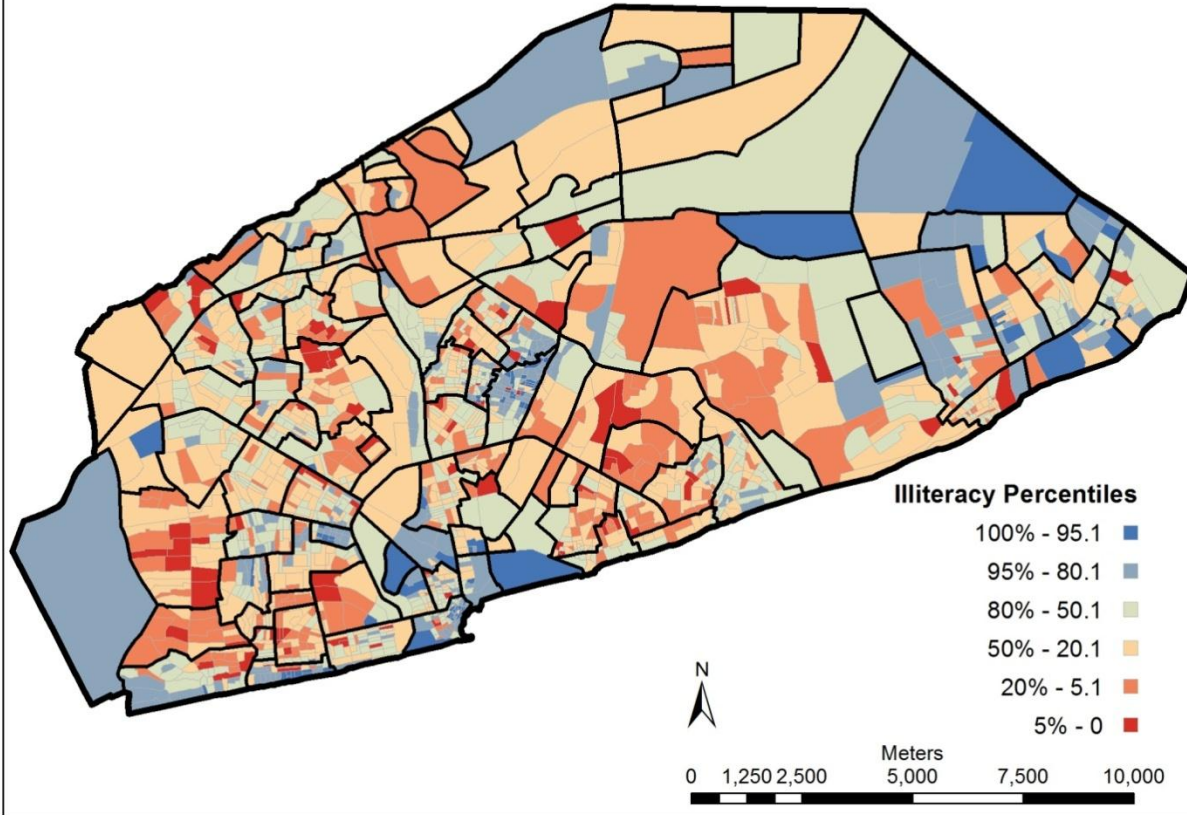 Illiteracy Percentiles
100% - 95.1
95% - 80.1
80% - 50.1
50% - 20.1
20% - 5.1
5% - 0
N
Meters
0 1,250 2,500 5,000 7,500 10,000